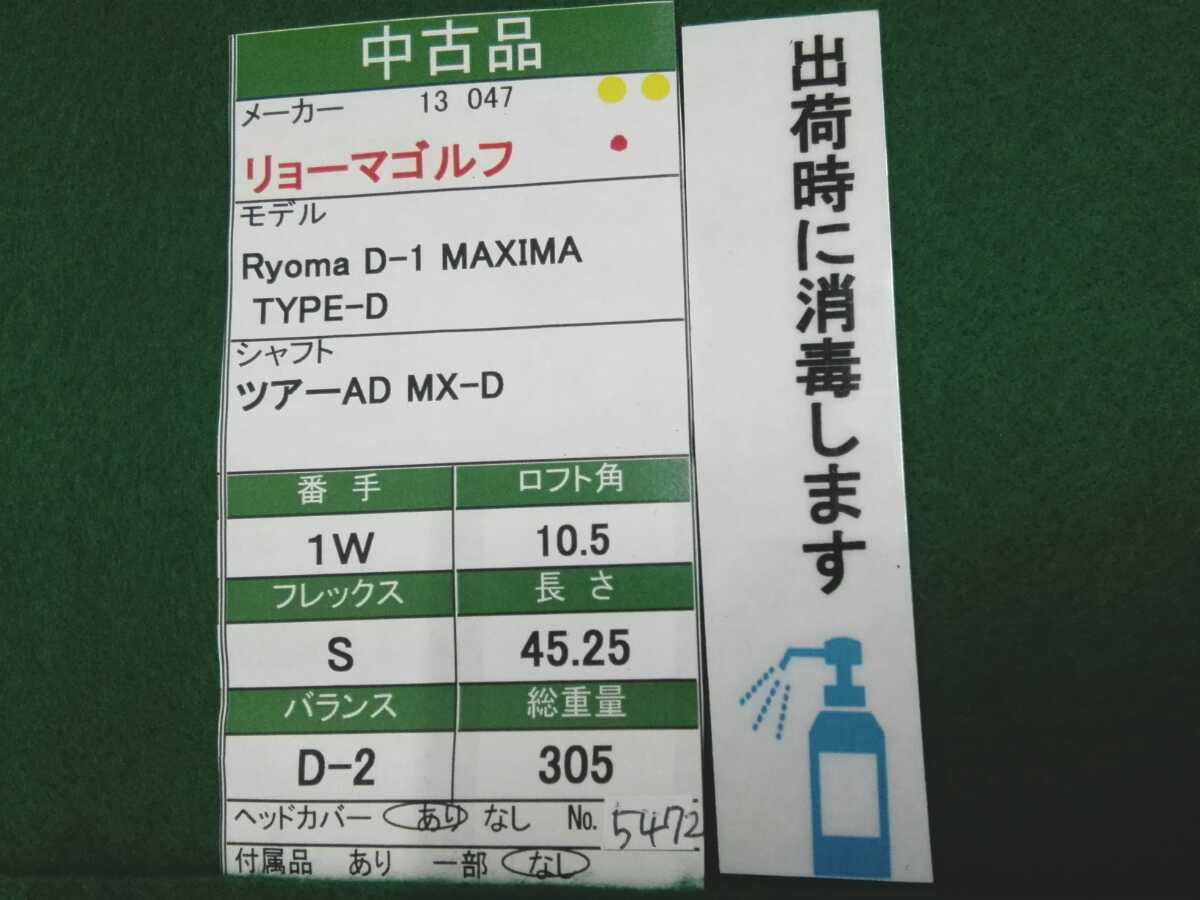 中古品
メーカー 13 047
リョーマゴルフ
モデル
Ryoma D-1 MAXIMA
TYPE-D
シャフト
ツアーAD MX-D
番 手 ロフト角
1W 10.5
フレックス 長 さ
S 45.25
バランス 総重量
D-2 305
ヘッドカバー あり なし No. 5472
付属品 あり 一部 なし
出荷時に消毒します